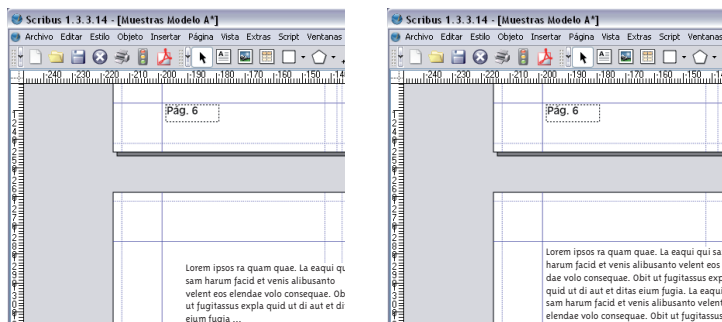 Scribus 1.3.3.14 - [Muestras Modelo A*]
Archivo Editar Estilo Objeto Insertar Página Vista Extras Script Ventanas
-240 -230 -220 -210 -200 -190 -180 -170 -160 -150 -14
Pág. 6
Lorem ipsos ra quam quae. La eaqui qu
sam harum facid et venis alibusanto
velent eos elendae volo consequae. Ob
ut fugitassus expla quid ut di aut et di
eium fugia ...
Scribus 1.3.3.14 - [Muestras Modelo A*]
Archivo Editar Estilo Objeto Insertar Página Vista Extras Script Ventanas
-240 -230 -220 -210 -200 -190 -180 -170 -160 -150
Pág. 6
Lorem ipsos ra quam quae. La eaqui qui sa
harum facid et venis alibusanto velent eos
dae volo consequae. Obit ut fugitassus exp
quid ut di aut et ditas eium fugia. La eaqui
sam harum facid et venis alibusanto velent
elendae volo consequae. Obit ut fugitassus